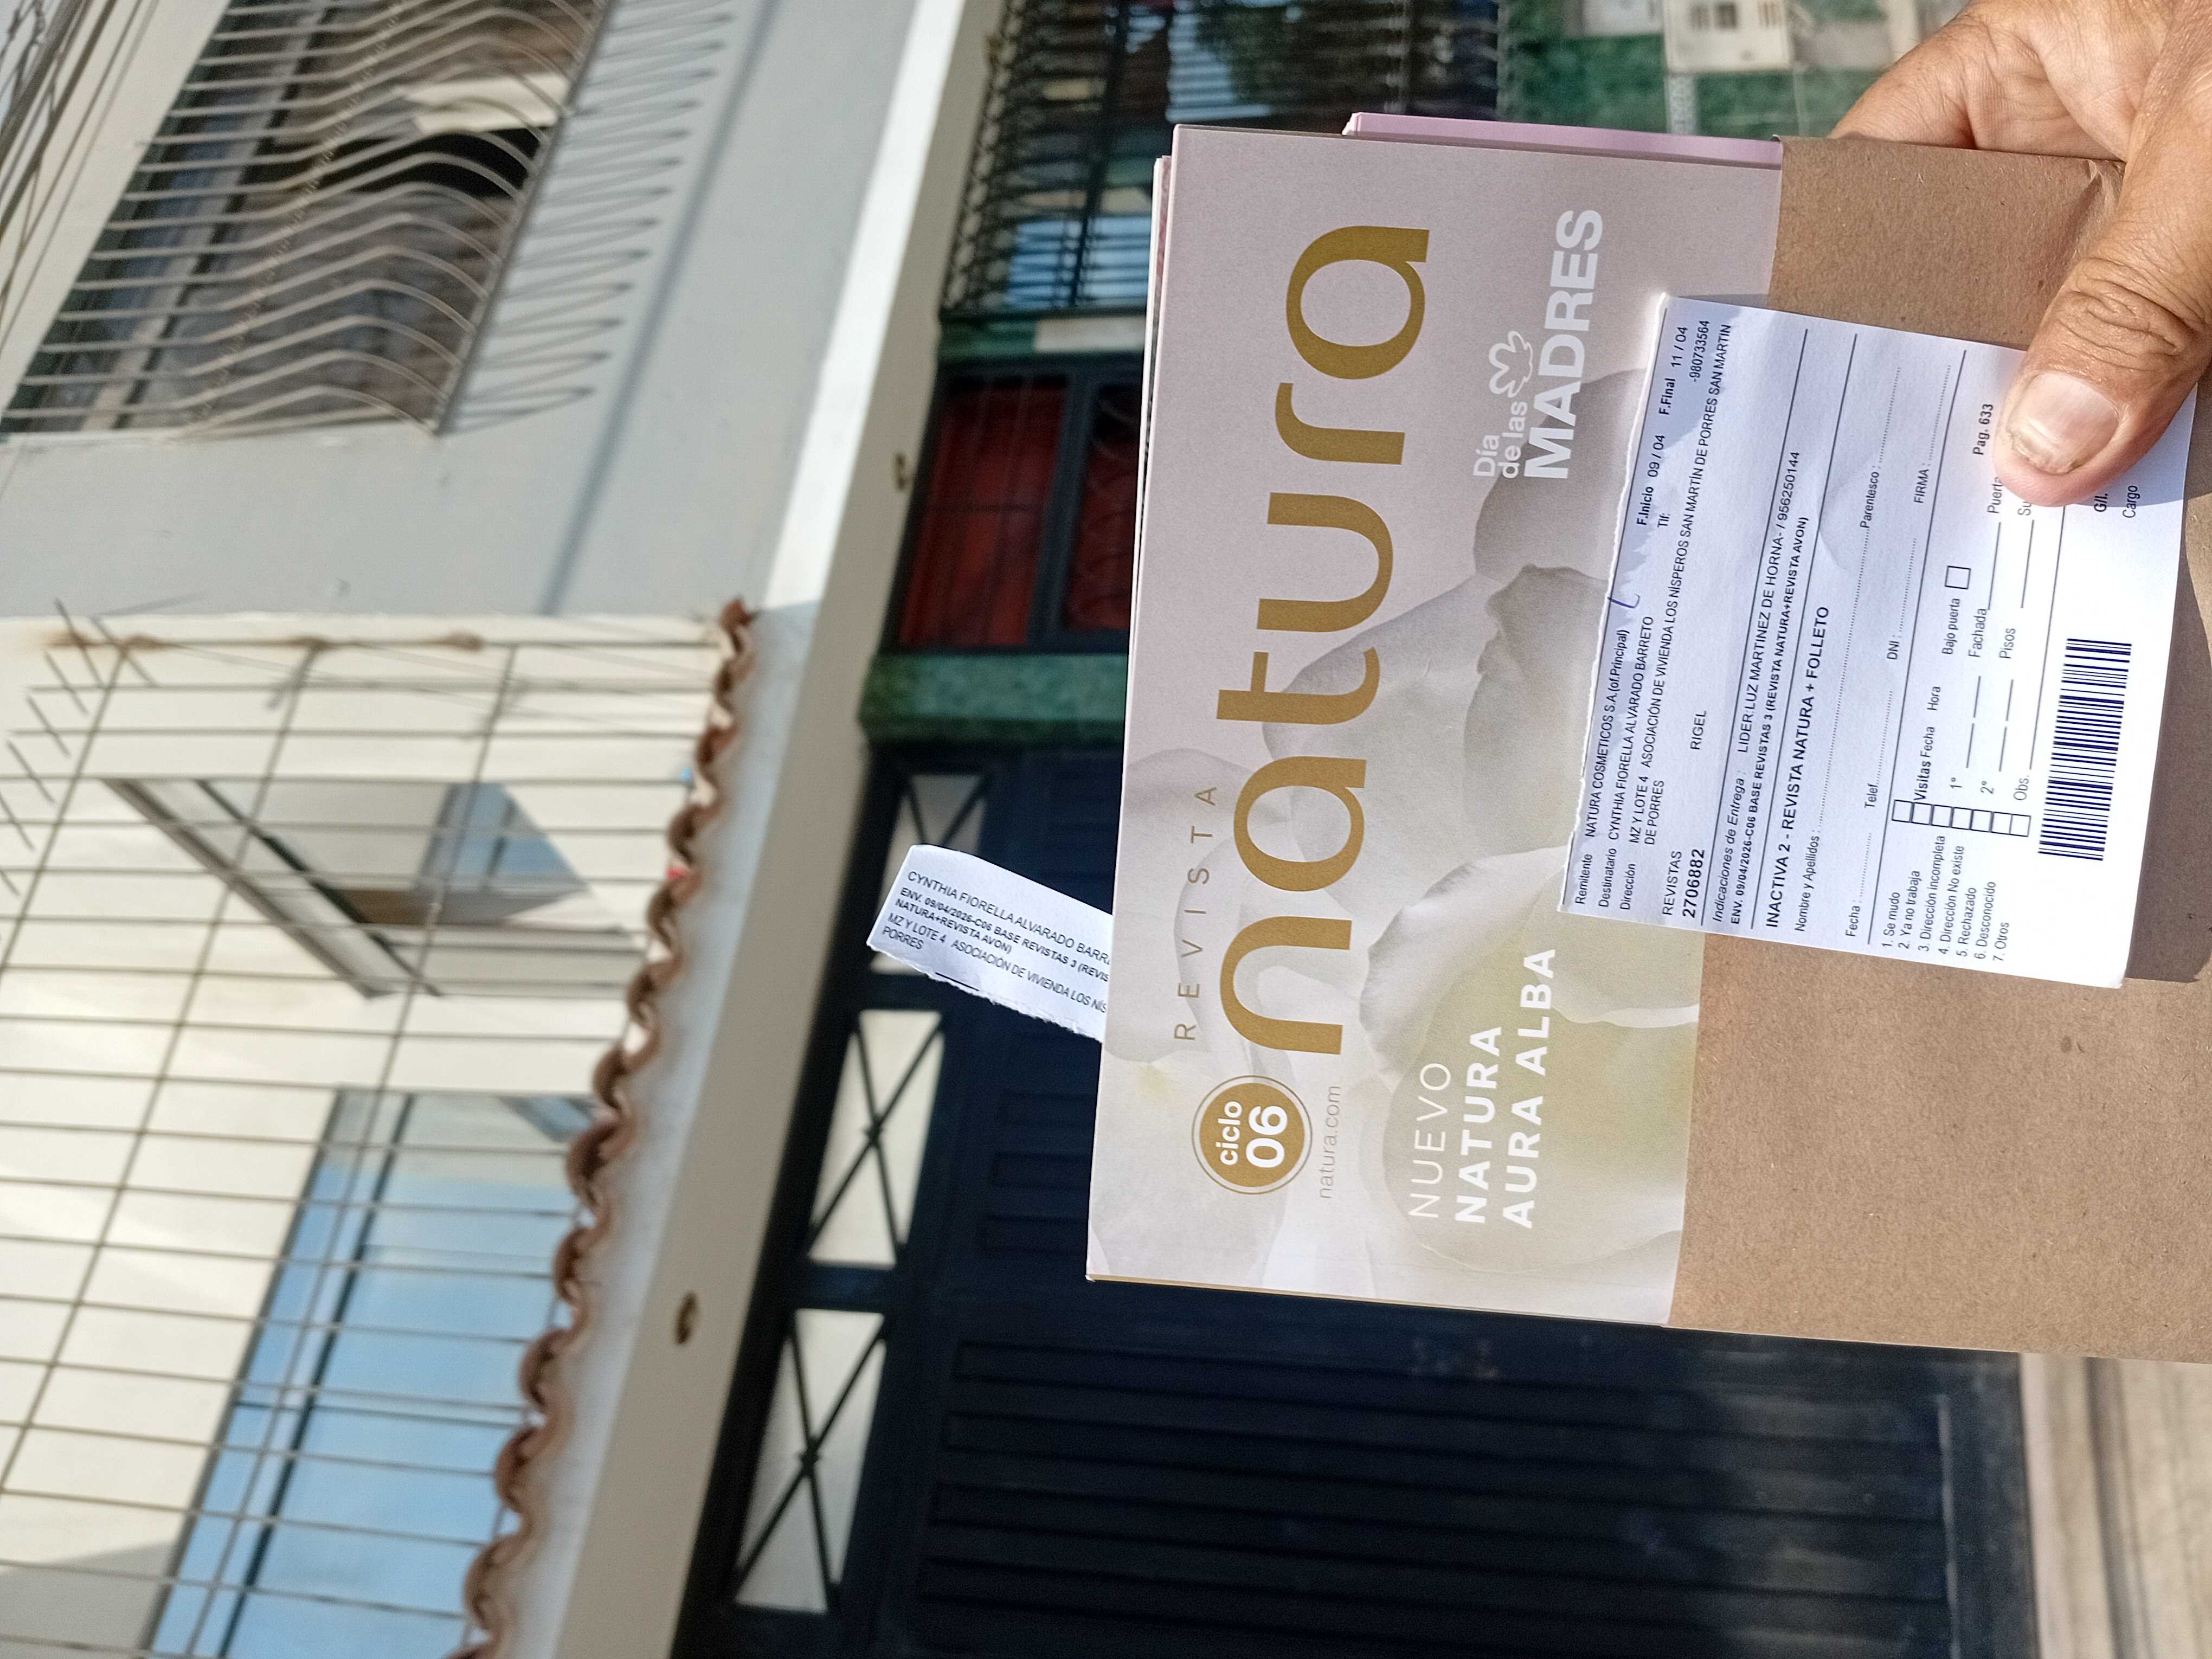 CYNTHIA FIORELLA ALVARADO BARR
ENV. 09/04/2026-C06 BASE REVISTAS 3 (REVIS
NATURA+REVISTA AVON)
MZ Y LOTE 4 ASOCIACIÓN DE VIVIENDA LOS NÍS
PORRES
REVISTA
natura
ciclo
06
natura.com
Día
de las
MADRES
NUEVO
NATURA
AURA ALBA
Remitente NATURA COSMETICOS S.A.(of.Principal) F.Inicio 09 / 04 F.Final 11 / 04
Destinatario CYNTHIA FIORELLA ALVARADO BARRETO Tlf: -980733564
Dirección MZ Y LOTE 4 ASOCIACIÓN DE VIVIENDA LOS NÍSPEROS SAN MARTÍN DE PORRES SAN MARTIN
DE PORRES
REVISTAS RIGEL
2706882
Indicaciones de Entrega : LIDER LUZ MARTINEZ DE HORNA- / 956250144
ENV. 09/04/2026-C06 BASE REVISTAS 3 (REVISTA NATURA+REVISTA AVON)
INACTIVA 2 - REVISTA NATURA + FOLLETO
Nombre y Apellidos : Parentesco :
Fecha : Telef. DNI : FIRMA :
1. Se mudo
2. Ya no trabaja
3. Dirección incompleta
4. Dirección No existe
5. Rechazado
6. Desconocido
7. Otros
Visitas Fecha Hora Bajo puerta Pag. 633
1° Fachada Puerta
2° Pisos
Obs.
G/I.
Cargo